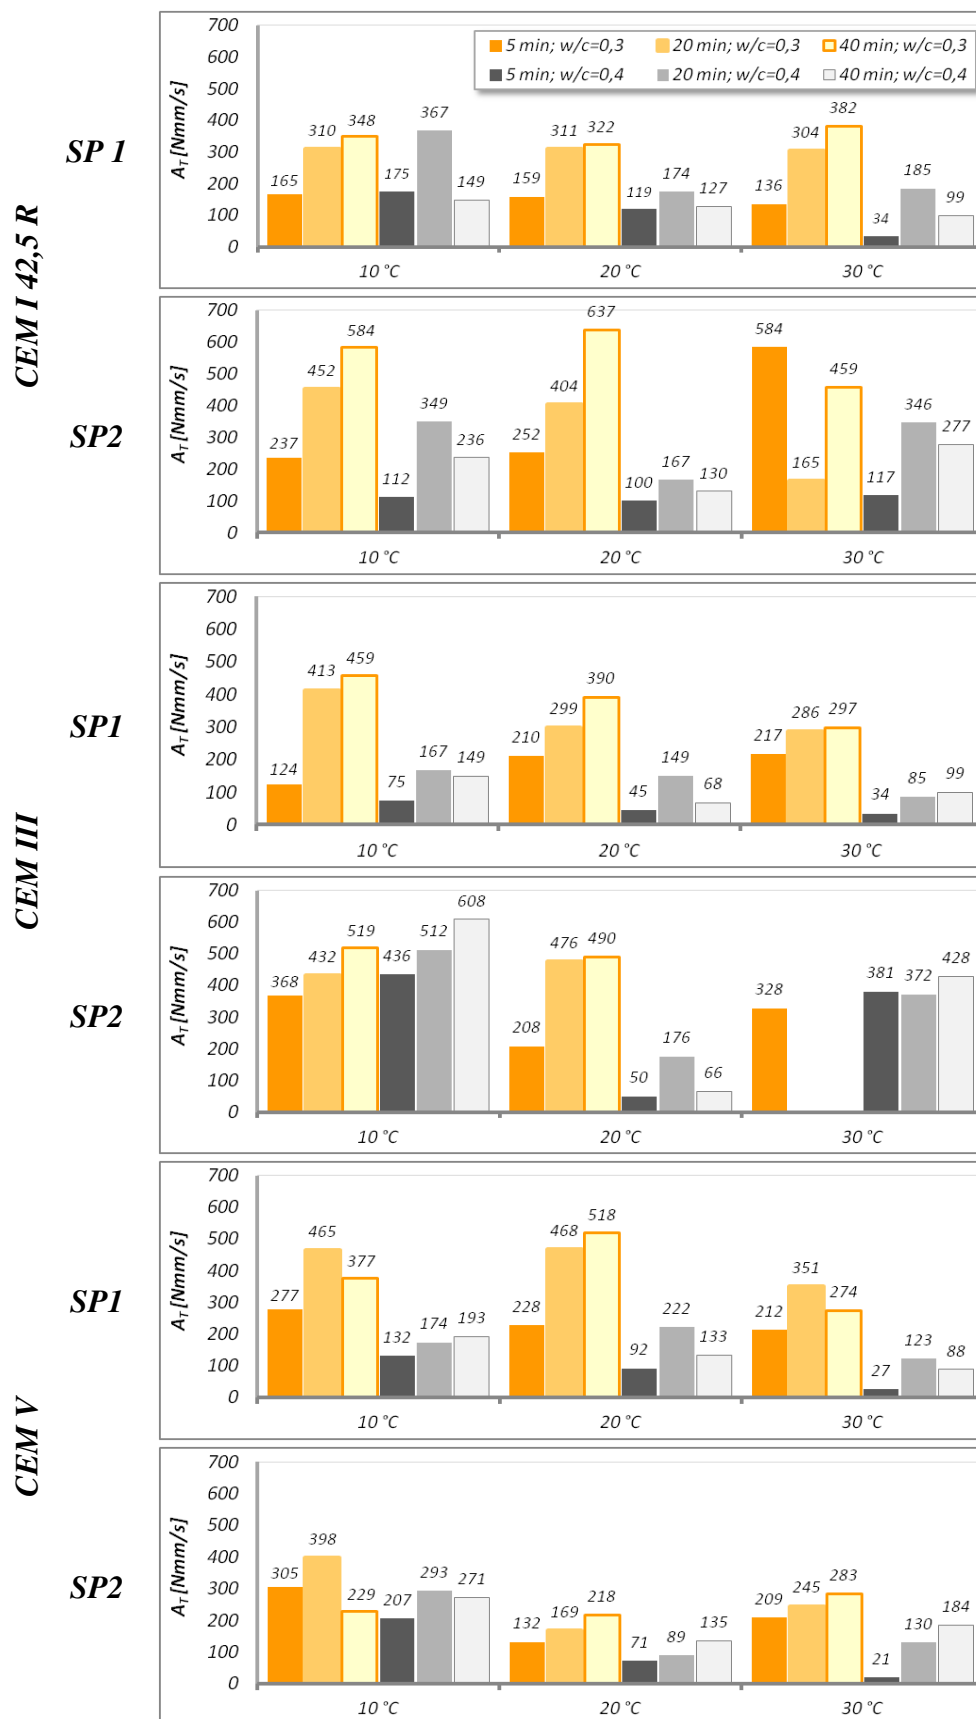 CEM I 42,5 R
SP 1
A_T [Nmm/s]
700
600
500
400
300
200
100
0
5 min; w/c=0,3 20 min; w/c=0,3 40 min; w/c=0,3
5 min; w/c=0,4 20 min; w/c=0,4 40 min; w/c=0,4
165 310 348 175 367 149
159 311 322 119 174 127
136 304 382 34 185 99
10 °C 20 °C 30 °C
SP2
A_T [Nmm/s]
700
600
500
400
300
200
100
0
237 452 584 112 349 236
252 404 637 100 167 130
584 165 459 117 346 277
10 °C 20 °C 30 °C
CEM III
SP1
A_T [Nmm/s]
700
600
500
400
300
200
100
0
124 413 459 75 167 149
210 299 390 45 149 68
217 286 297 34 85 99
10 °C 20 °C 30 °C
SP2
A_T [Nmm/s]
700
600
500
400
300
200
100
0
368 432 519 436 512 608
208 476 490 50 176 66
328 381 372 428
10 °C 20 °C 30 °C
CEM V
SP1
A_T [Nmm/s]
700
600
500
400
300
200
100
0
277 465 377 132 174 193
228 468 518 92 222 133
212 351 274 27 123 88
10 °C 20 °C 30 °C
SP2
A_T [Nmm/s]
700
600
500
400
300
200
100
0
305 398 229 207 293 271
132 169 218 71 89 135
209 245 283 21 130 184
10 °C 20 °C 30 °C